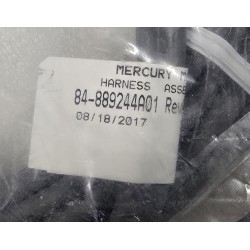 MERCURY M
HARNESS ASSE
84-889244A01 Rev
08/18/2017